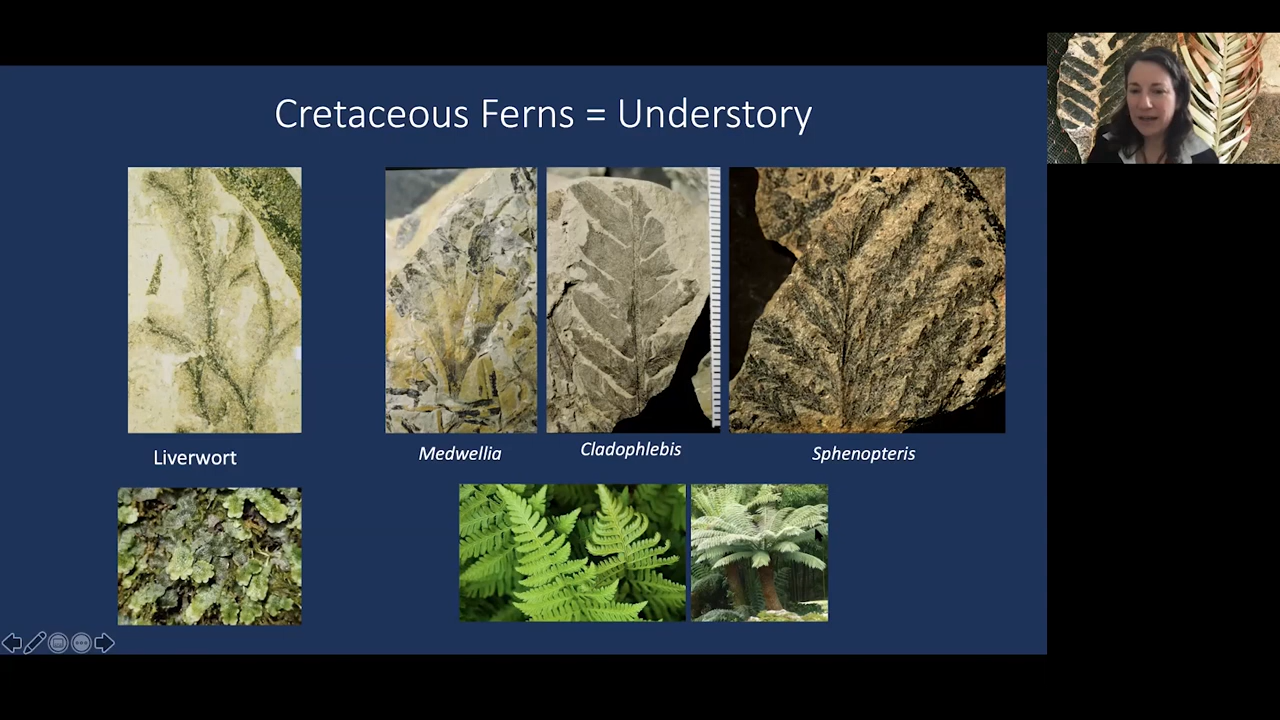 Cretaceous Ferns = Understory
Liverwort
Medwellia
Cladophlebis
Sphenopteris